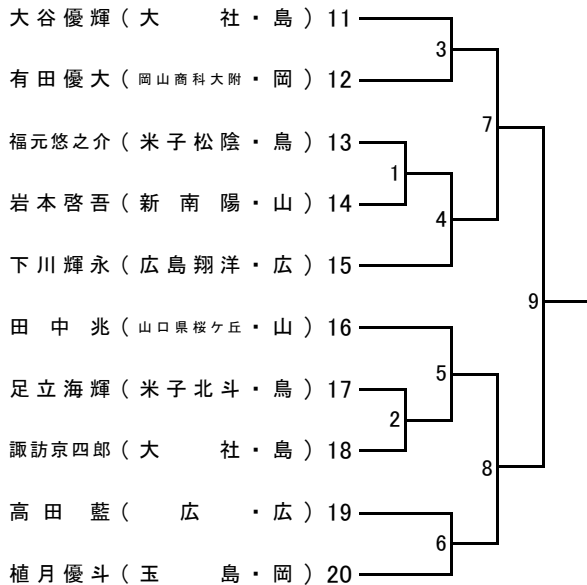 大谷優輝(大社・島)11
有田優大(岡山商科大附・岡)12
福元悠之介(米子松陰・鳥)13
岩本啓吾(新南陽・山)14
下川輝永(広島翔洋・広)15
田中兆(山口県桜ケ丘・山)16
足立海輝(米子北斗・鳥)17
諏訪京四郎(大社・島)18
高田藍(広・広)19
植月優斗(玉島・岡)20
3
7
1
4
9
5
2
8
6